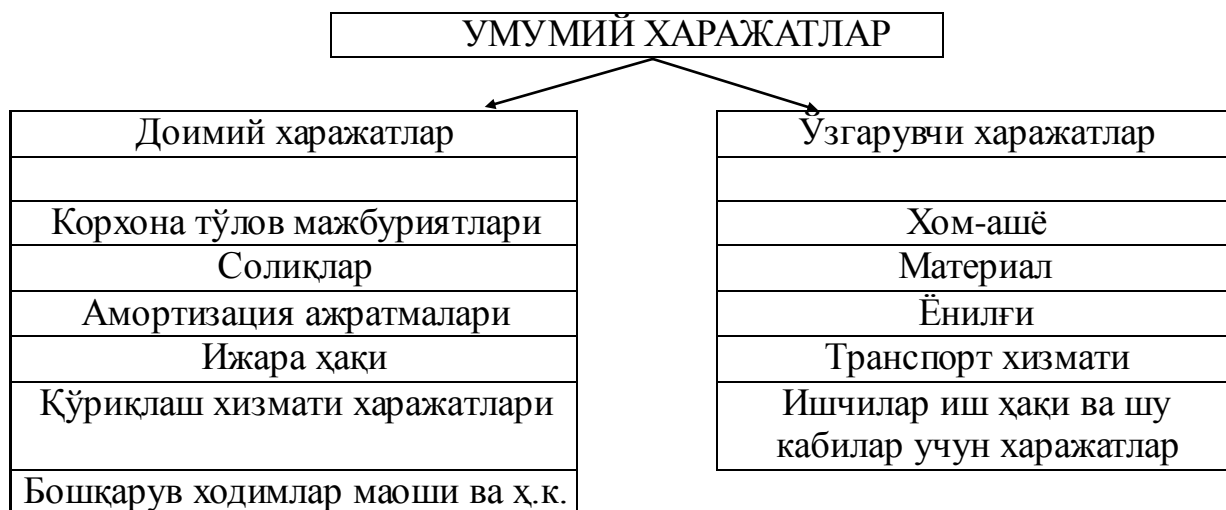 УМУМИЙ ХАРАЖАТЛАР
Доимий харажатлар
Корхона тўлов мажбуриятлари
Солиқлар
Амортизация ажратмалари
Ижара ҳақи
Қўриқлаш хизмати харажатлари
Бошқарув ходимлар маоши ва ҳ.к.
Ўзгарувчи харажатлар
Хом-ашё
Материал
Ёнилғи
Транспорт хизмати
Ишчилар иш ҳақи ва шу
кабилар учун харажатлар